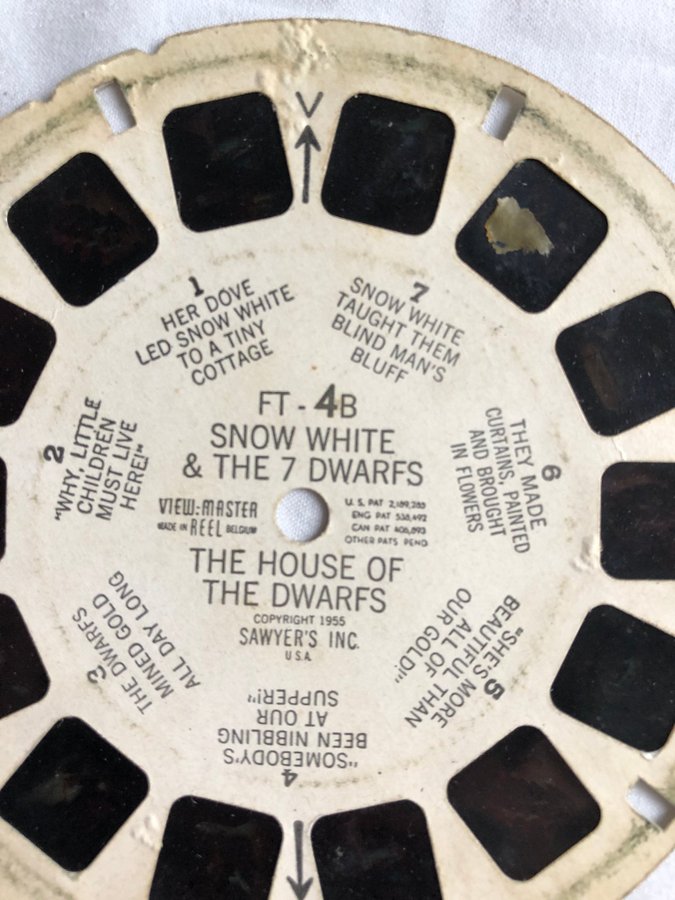 V
1
HER DOVE
LED SNOW WHITE
TO A TINY
COTTAGE
7
SNOW WHITE
TAUGHT THEM
BLIND MAN'S
BLUFF
FT - 4B
SNOW WHITE
& THE 7 DWARFS
VIEW-MASTER
MADE IN REEL BELGIUM
U. S. PAT 2,189,285
ENG PAT 538,492
CAN PAT 406,893
OTHER PATS PEND
THE HOUSE OF
THE DWARFS
COPYRIGHT 1955
SAWYER'S INC.
U S A
2
"WHY, LITTLE
CHILDREN
MUST LIVE
HERE!"
3
THE DWARFS
MINED GOLD
ALL DAY LONG
4
"SOMEBODY'S
BEEN NIBBLING
AT OUR
SUPPER!"
5
"SHE'S MORE
BEAUTIFUL THAN
ALL OF
OUR GOLD!"
6
THEY MADE
CURTAINS, PAINTED
AND BROUGHT
IN FLOWERS